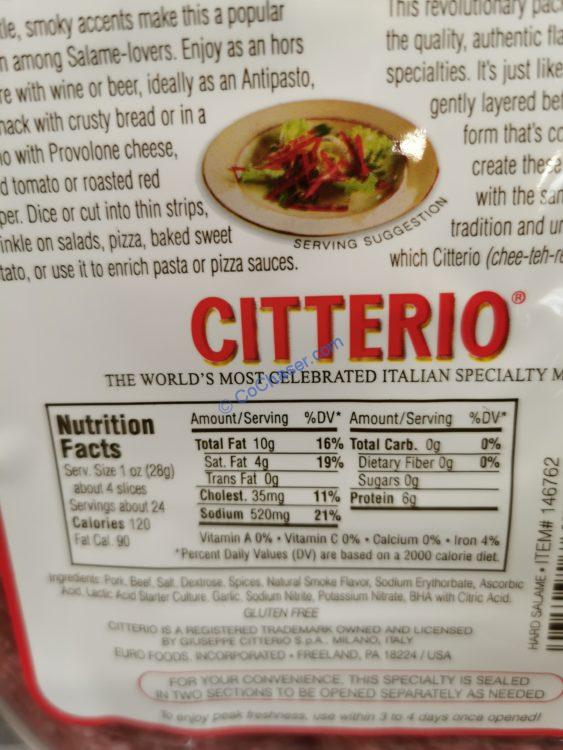 tle, smoky accents make this a popular
n among Salame-lovers. Enjoy as an hors
re with wine or beer, ideally as an Antipasto,
nack with crusty bread or in a
no with Provolone cheese,
d tomato or roasted red
per. Dice or cut into thin strips,
inkle on salads, pizza, baked sweet
tato, or use it to enrich pasta or pizza sauces.
This revolutionary pac
the quality, authentic fla
specialties. It's just like
gently layered bet
form that's co
create these
with the san
tradition and un
which Citterio (chee-teh-re
SERVING SUGGESTION
CITTERIO®
© CoChaser.com
THE WORLD'S MOST CELEBRATED ITALIAN SPECIALTY M
Nutrition
Facts
Serv. Size 1 oz (28g)
about 4 slices
Servings about 24
Calories 120
Fat Cal. 90
Amount/Serving %DV* Amount/Serving %DV*
Total Fat 10g 16% Total Carb. 0g 0%
Sat. Fat 4g 19% Dietary Fiber 0g 0%
Trans Fat 0g Sugars 0g
Cholest. 35mg 11% Protein 6g
Sodium 520mg 21%
Vitamin A 0% • Vitamin C 0% • Calcium 0% • Iron 4%
*Percent Daily Values (DV) are based on a 2000 calorie diet.
Ingredients: Pork, Beef, Salt, Dextrose, Spices, Natural Smoke Flavor, Sodium Erythorbate, Ascorbic
Acid, Lactic Acid Starter Culture, Garlic, Sodium Nitrite, Potassium Nitrate, BHA with Citric Acid.
GLUTEN FREE
CITTERIO IS A REGISTERED TRADEMARK OWNED AND LICENSED
BY GIUSEPPE CITTERIO S.p.A., MILANO, ITALY
EURO FOODS, INCORPORATED • FREELAND, PA 18224 / USA
FOR YOUR CONVENIENCE, THIS SPECIALTY IS SEALED
IN TWO SECTIONS TO BE OPENED SEPARATELY AS NEEDED
To enjoy peak freshness, use within 3 to 4 days once opened!
HARD SALAME • ITEM# 146762